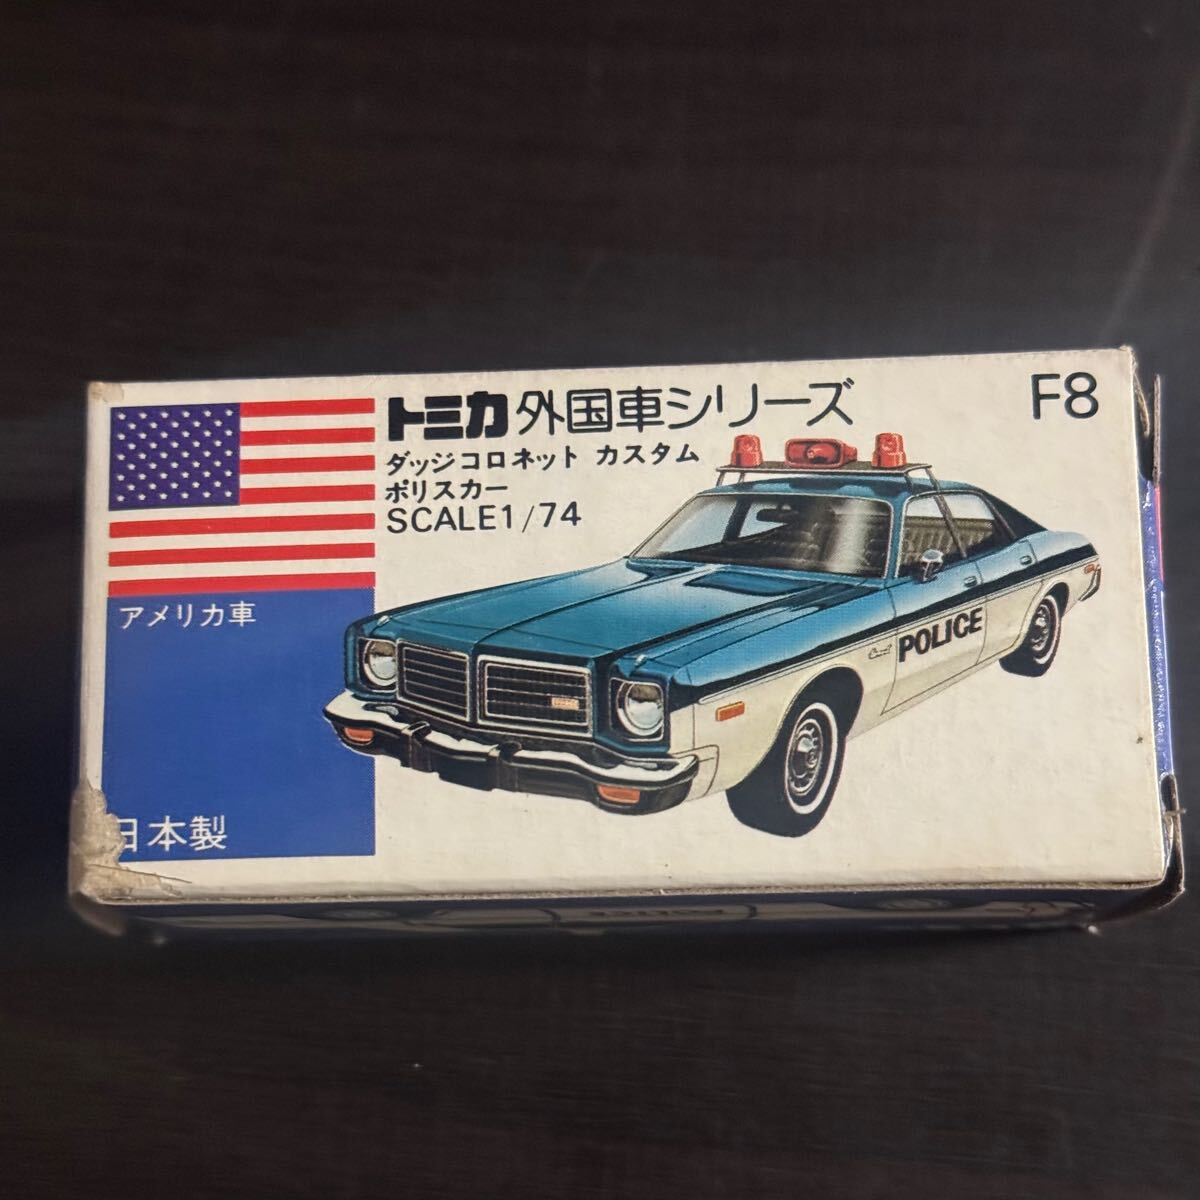 トミカ 外国車シリーズ
F8
ダッジコロネット カスタム
ポリスカー
SCALE1/74
アメリカ車
POLICE
日本製